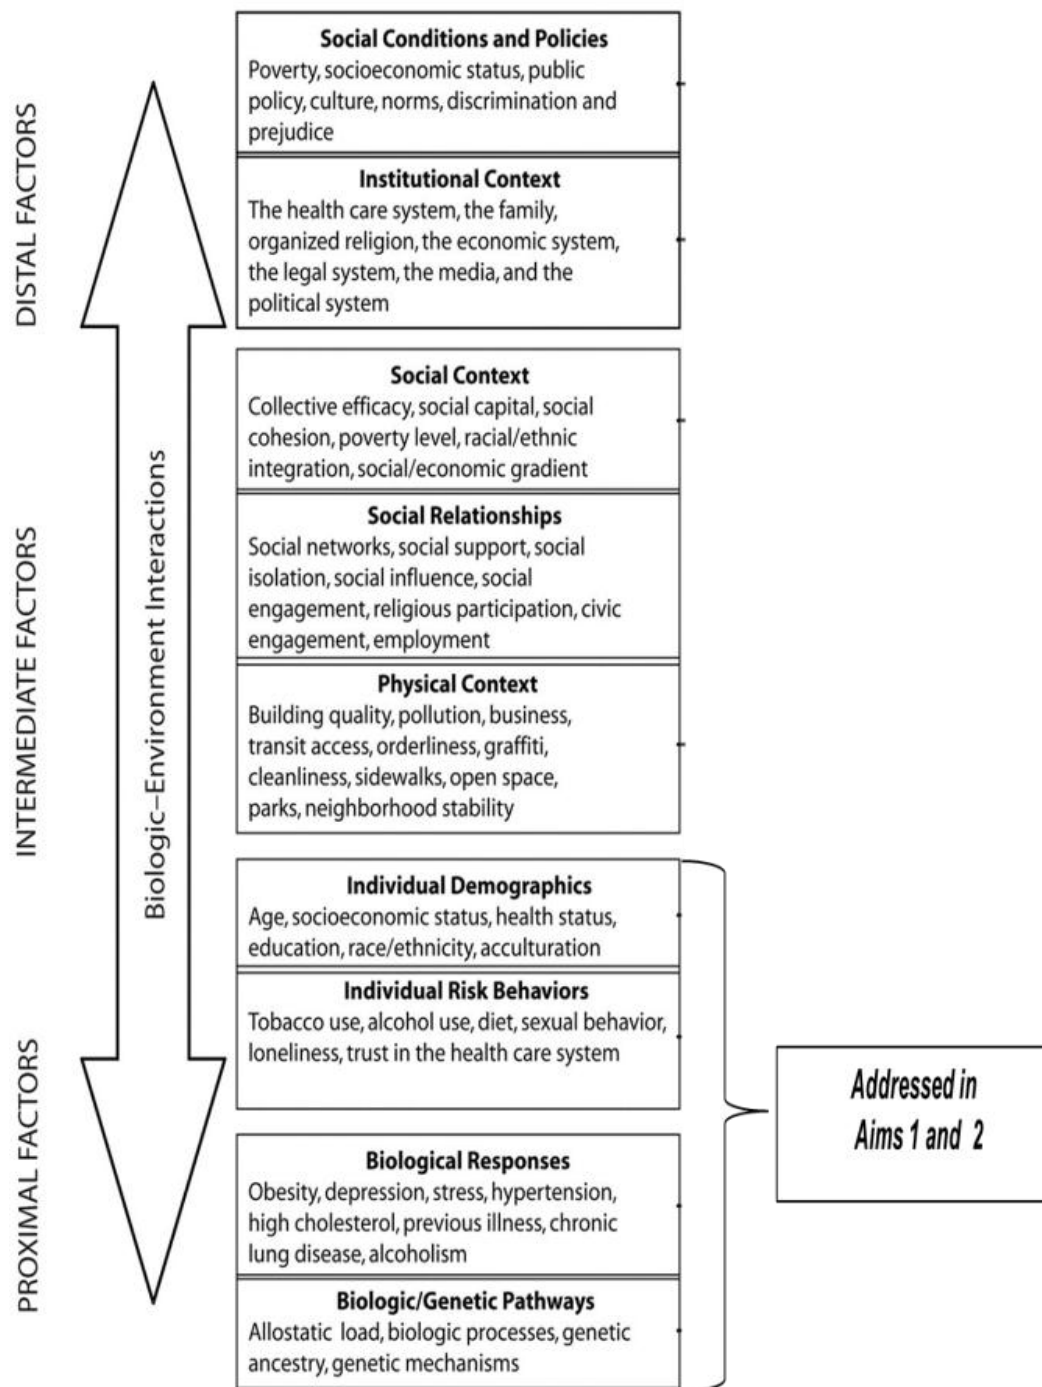 DISTAL FACTORS
INTERMEDIATE FACTORS
PROXIMAL FACTORS
Biologic–Environment Interactions
Social Conditions and Policies
Poverty, socioeconomic status, public
policy, culture, norms, discrimination and
prejudice
Institutional Context
The health care system, the family,
organized religion, the economic system,
the legal system, the media, and the
political system
Social Context
Collective efficacy, social capital, social
cohesion, poverty level, racial/ethnic
integration, social/economic gradient
Social Relationships
Social networks, social support, social
isolation, social influence, social
engagement, religious participation, civic
engagement, employment
Physical Context
Building quality, pollution, business,
transit access, orderliness, graffiti,
cleanliness, sidewalks, open space,
parks, neighborhood stability
Individual Demographics
Age, socioeconomic status, health status,
education, race/ethnicity, acculturation
Individual Risk Behaviors
Tobacco use, alcohol use, diet, sexual behavior,
loneliness, trust in the health care system
Biological Responses
Obesity, depression, stress, hypertension,
high cholesterol, previous illness, chronic
lung disease, alcoholism
Biologic/Genetic Pathways
Allostatic load, biologic processes, genetic
ancestry, genetic mechanisms
Addressed in
Aims 1 and 2